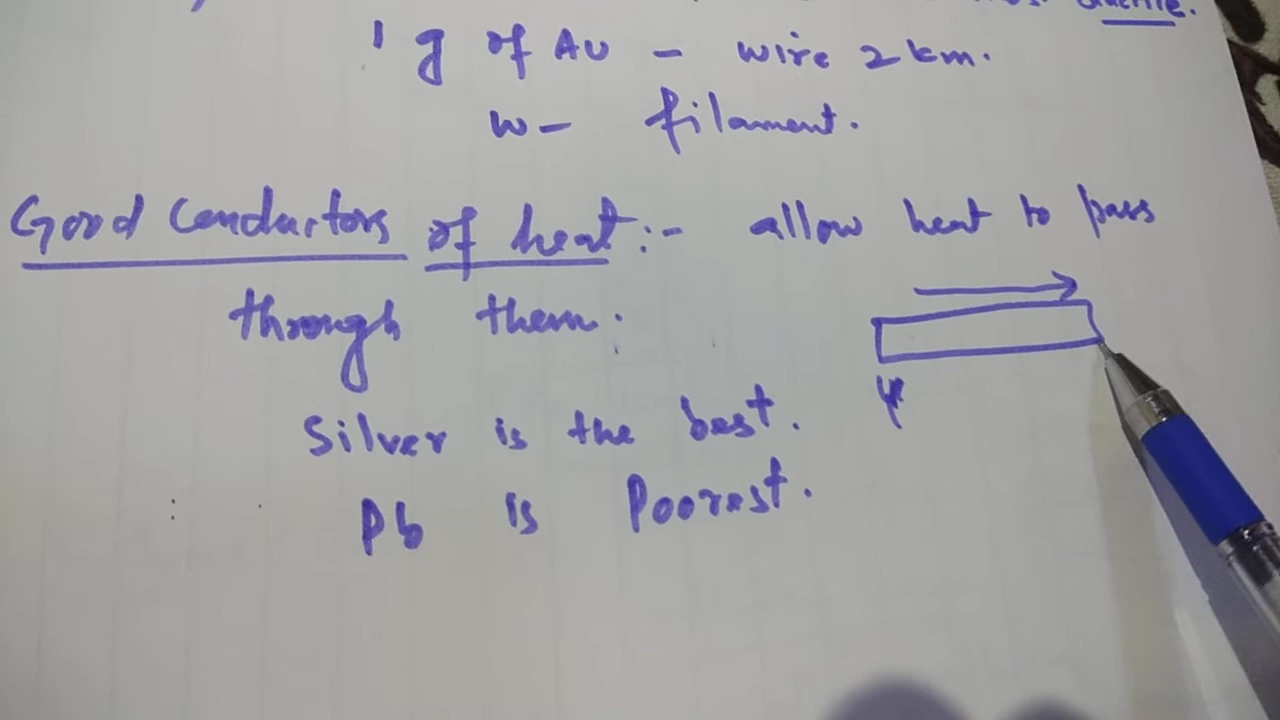 ductile.
1 g of Au - wire 2 km.
W - filament.
Good Conductors of heat:- allow heat to pass
through them.
Silver is the best.
Pb is Poorest.